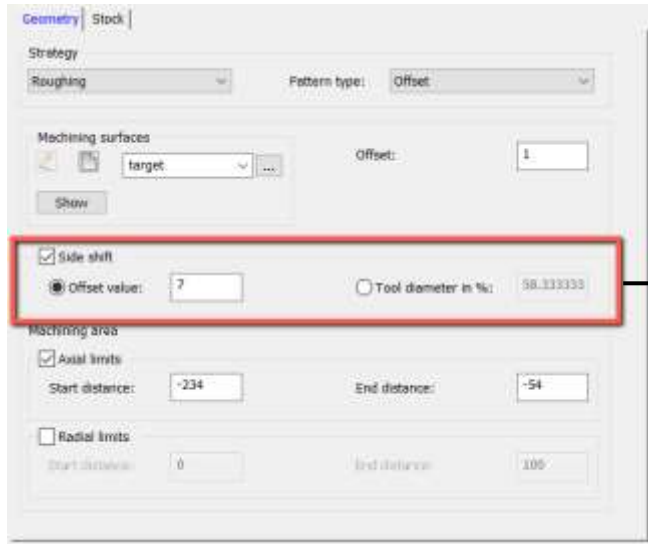 Geometry Stock
Strategy
Roughing Pattern type: Offset
Machining surfaces
target ... Offset: 1
Show
Side shift
Offset value: 7 Tool diameter in %: 58.333333
Machining area
Axial limits
Start distance: -234 End distance: -54
Radial limits
Start distance: 0 End distance: 100